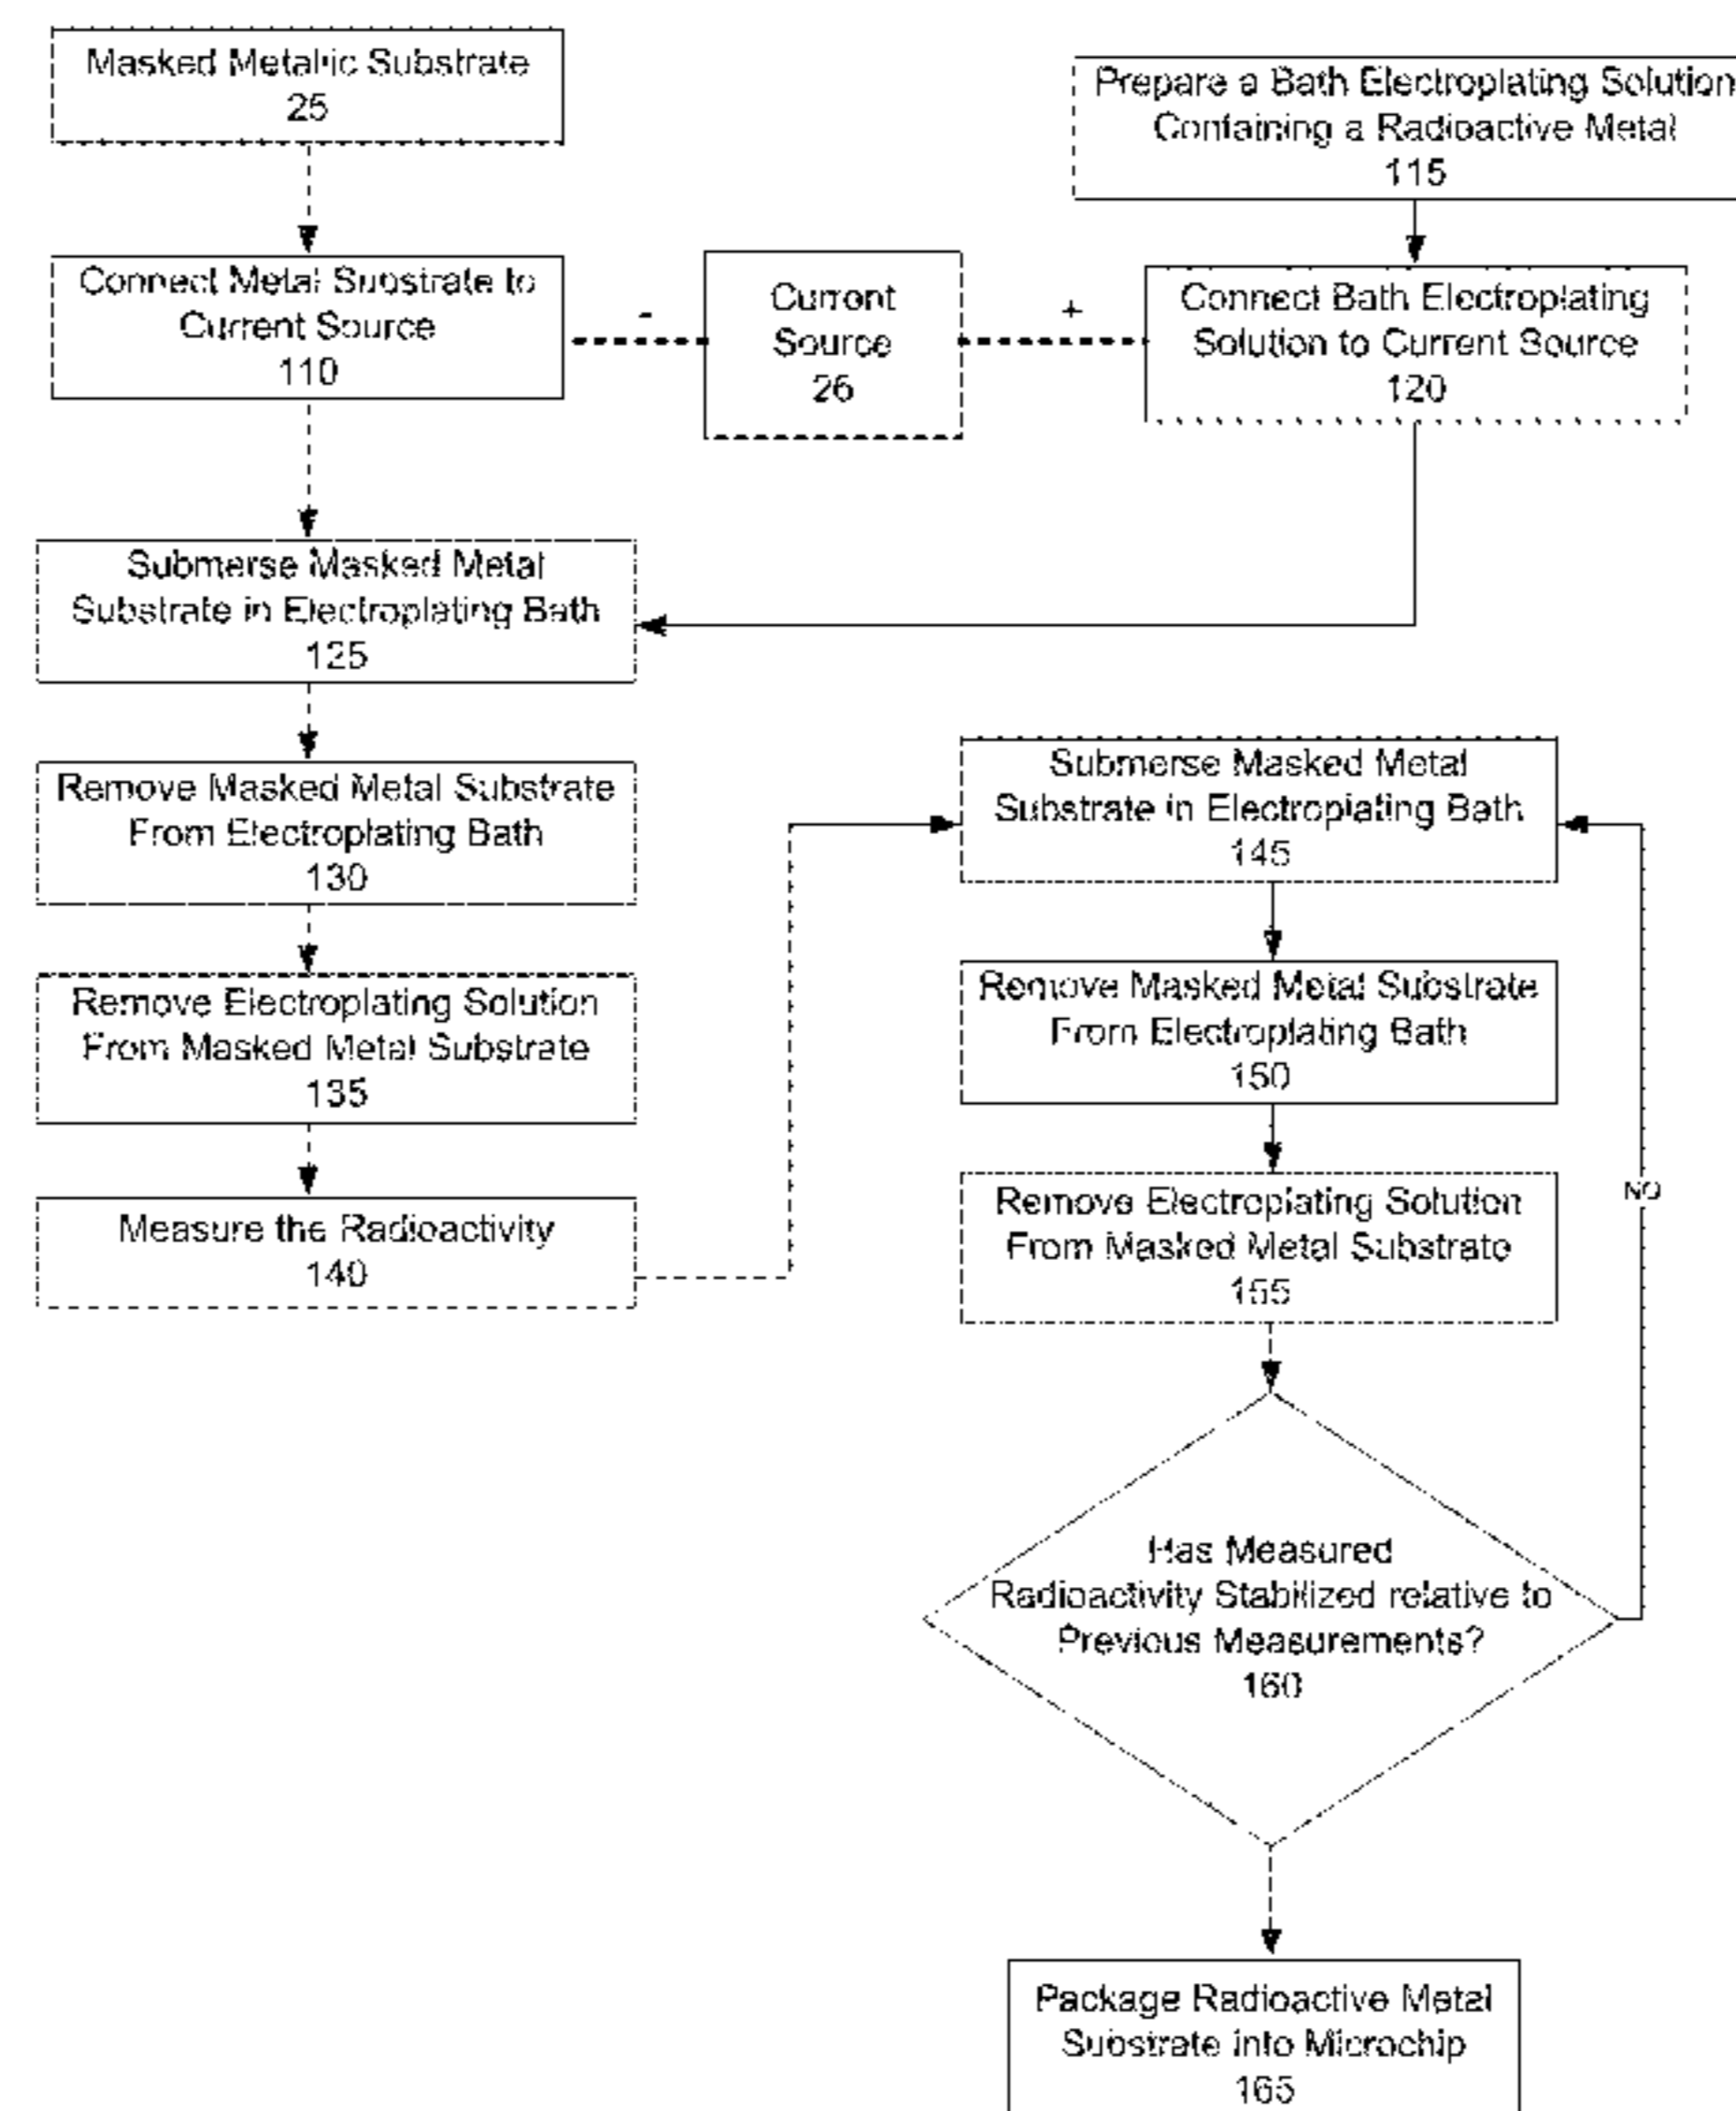 Masked Metallic Substrate
25
Prepare a Bath Electroplating Solution
Containing a Radioactive Metal
115
Connect Metal Substrate to
Current Source
110
-
Current
Source
26
+
Connect Bath Electroplating
Solution to Current Source
120
Submerse Masked Metal
Substrate in Electroplating Bath
125
Remove Masked Metal Substrate
From Electroplating Bath
130
Remove Electroplating Solution
From Masked Metal Substrate
135
Measure the Radioactivity
140
Submerse Masked Metal
Substrate in Electroplating Bath
145
Remove Masked Metal Substrate
From Electroplating Bath
150
Remove Electroplating Solution
From Masked Metal Substrate
155
NO
Has Measured
Radioactivity Stabilized relative to
Previous Measurements?
160
Package Radioactive Metal
Substrate into Microchip
165